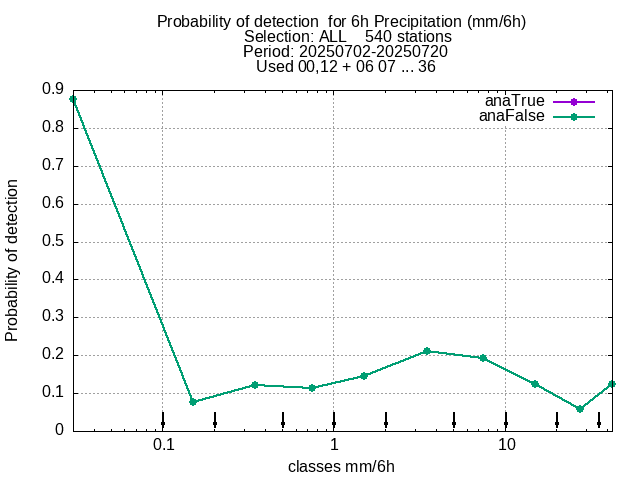 Probability of detection  for 6h Precipitation (mm/6h)
Selection: ALL    540 stations
Period: 20250702-20250720
Used 00,12 + 06 07 ... 36
anaTrue
anaFalse
0.9
0.8
0.7
0.6
0.5
0.4
0.3
0.2
0.1
0
Probability of detection
0.1 1 10
classes mm/6h